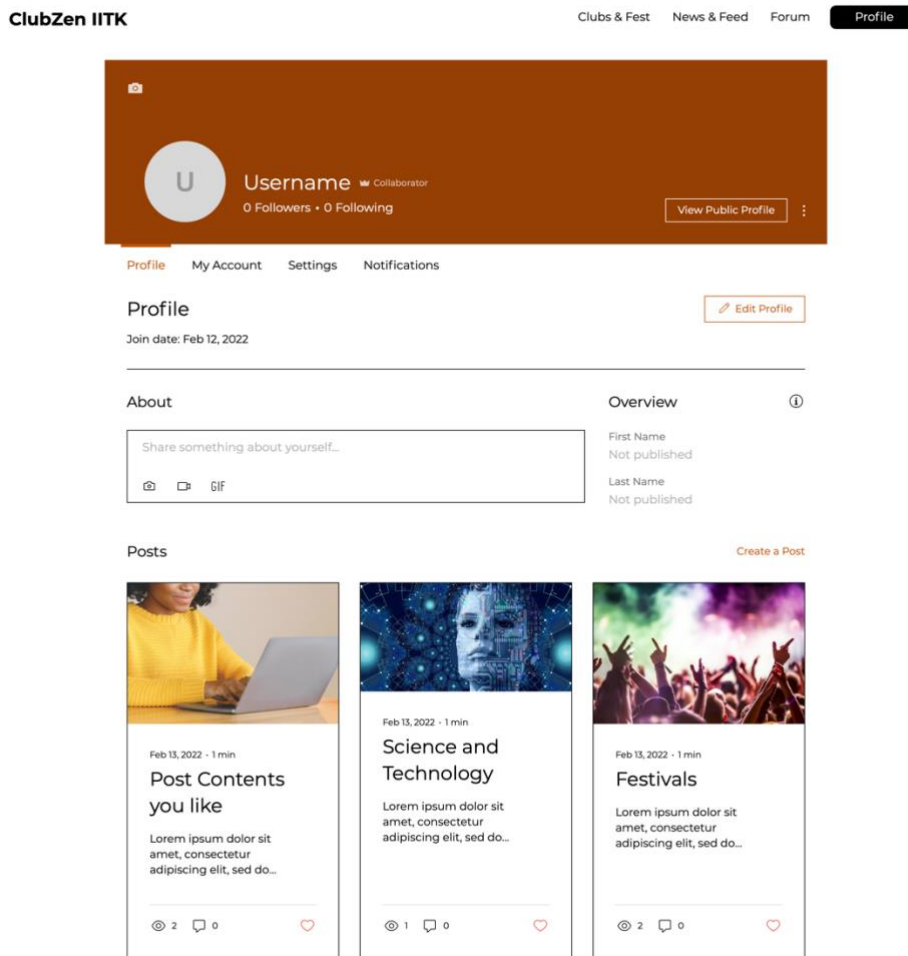 ClubZen IITK
Clubs & Fest News & Feed Forum Profile
U
Username Collaborator
0 Followers • 0 Following
View Public Profile
Profile My Account Settings Notifications
Profile
Edit Profile
Join date: Feb 12, 2022
About
Overview
Share something about yourself...
GIF
First Name
Not published
Last Name
Not published
Posts
Create a Post
Feb 13, 2022 · 1 min
Post Contents
you like
Lorem ipsum dolor sit
amet, consectetur
adipiscing elit, sed do...
2 0
Feb 13, 2022 · 1 min
Science and
Technology
Lorem ipsum dolor sit
amet, consectetur
adipiscing elit, sed do...
1 0
Feb 13, 2022 · 1 min
Festivals
Lorem ipsum dolor sit
amet, consectetur
adipiscing elit, sed do...
2 0